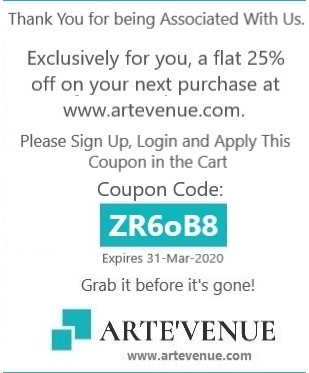 Thank You for being Associated With Us.
Exclusively for you, a flat 25%
off on your next purchase at
www.artevenue.com.
Please Sign Up, Login and Apply This
Coupon in the Cart
Coupon Code:
ZR6oB8
Expires 31-Mar-2020
Grab it before it's gone!
ARTE'VENUE
www.artevenue.com